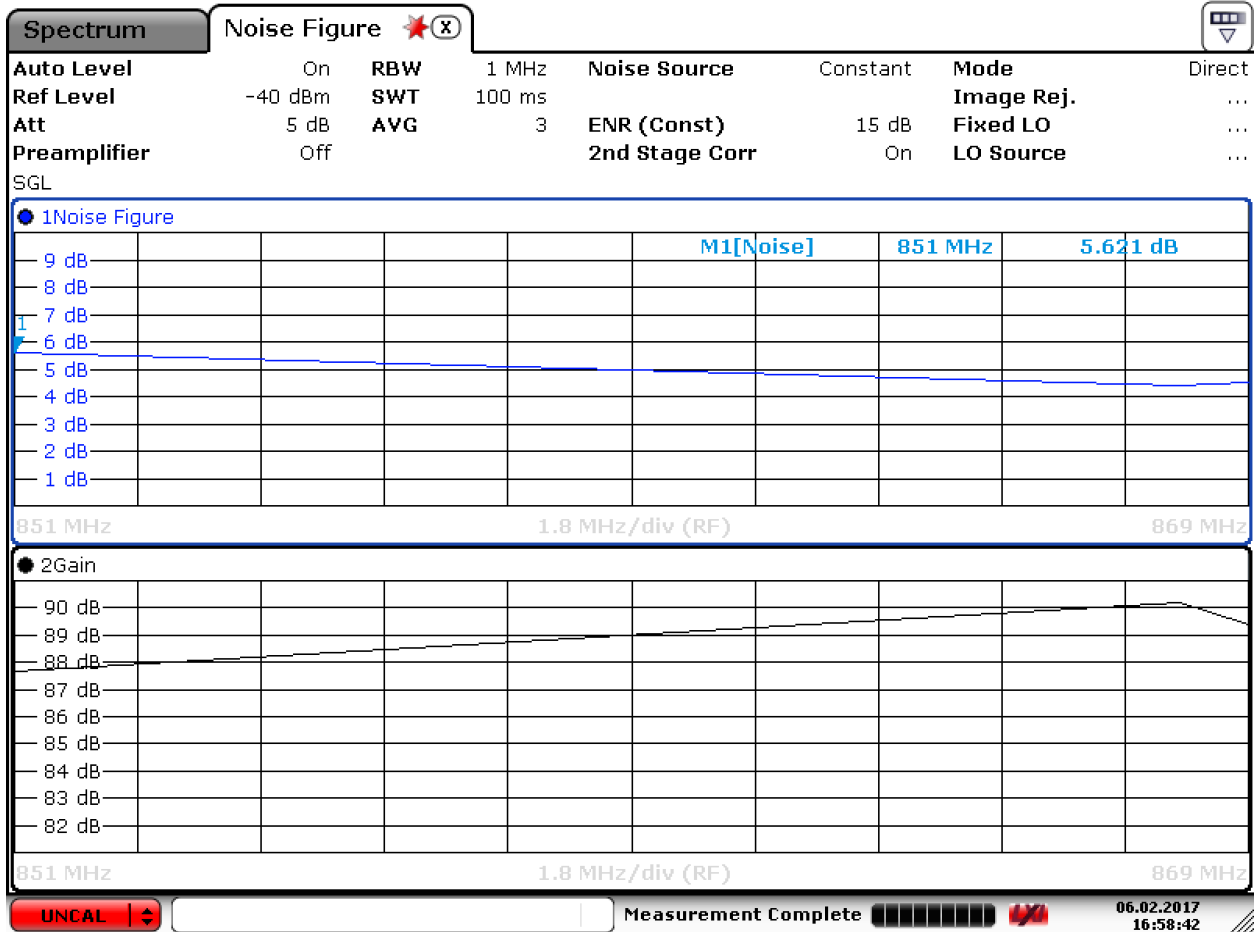 Spectrum Noise Figure X
Auto Level On RBW 1 MHz Noise Source Constant Mode Direct
Ref Level -40 dBm SWT 100 ms Image Rej. ...
Att 5 dB AVG 3 ENR (Const) 15 dB Fixed LO ...
Preamplifier Off 2nd Stage Corr On LO Source ...
SGL
1Noise Figure
M1[Noise] 851 MHz 5.621 dB
9 dB
8 dB
7 dB
1
6 dB
5 dB
4 dB
3 dB
2 dB
1 dB
851 MHz 1.8 MHz/div (RF) 869 MHz
2Gain
90 dB
89 dB
88 dB
87 dB
86 dB
85 dB
84 dB
83 dB
82 dB
851 MHz 1.8 MHz/div (RF) 869 MHz
UNCAL Measurement Complete LXI 06.02.2017
16:58:42